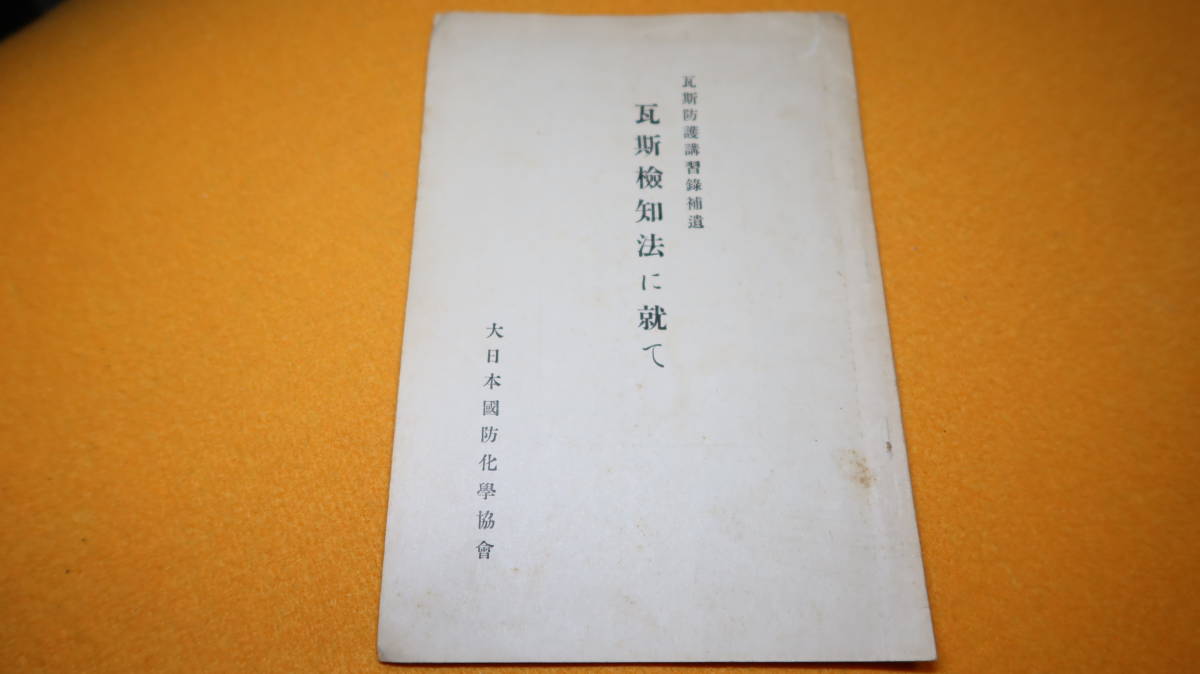 瓦斯防護講習錄補遺
瓦斯檢知法に就て
大日本國防化學協會